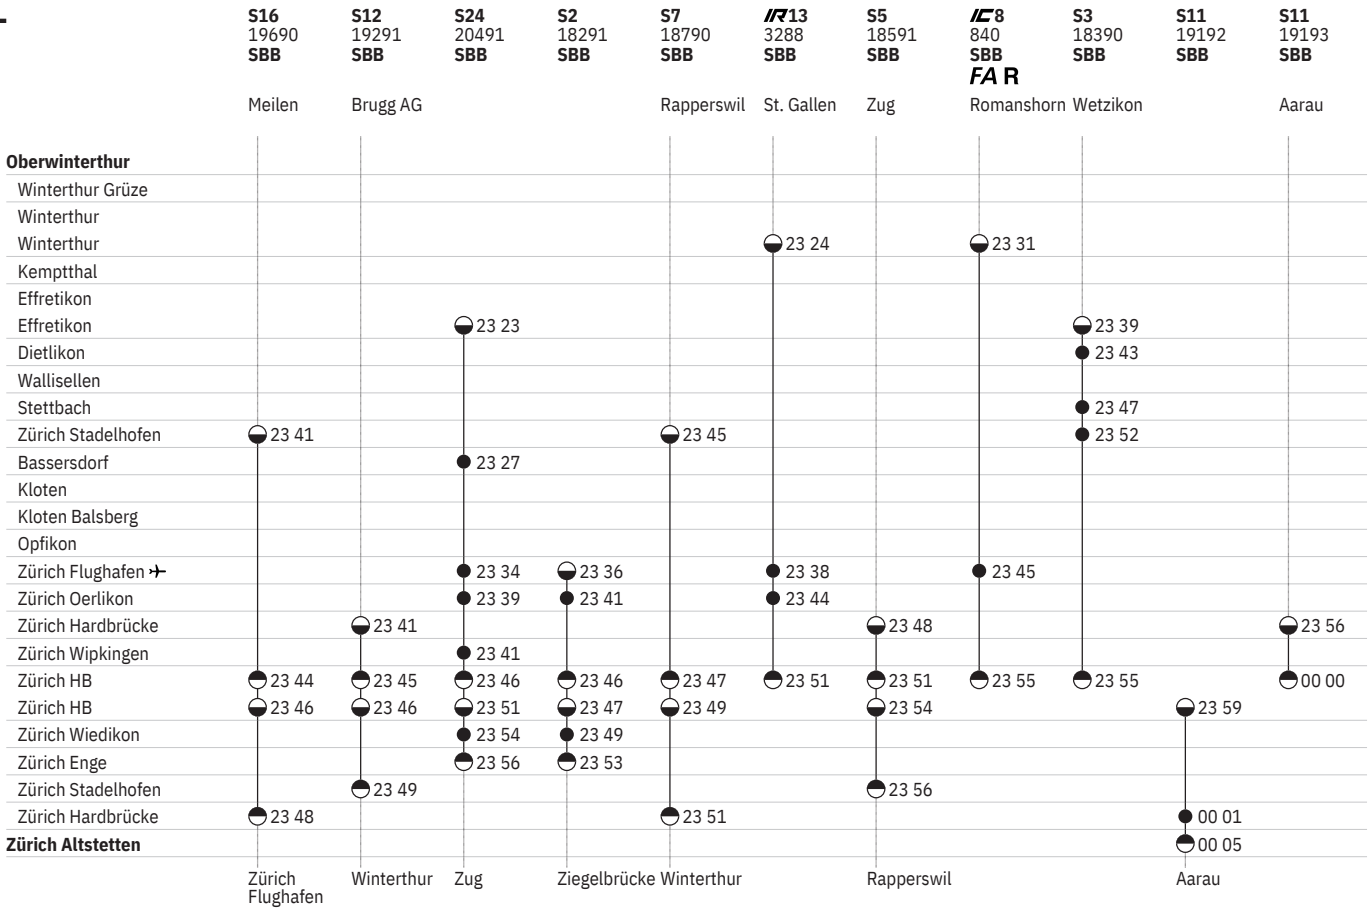 S16 S12 S24 S2 S7 IR13 S5 IC8 S3 S11 S11
19690 19291 20491 18291 18790 3288 18591 840 18390 19192 19193
SBB SBB SBB SBB SBB SBB SBB SBB SBB SBB SBB
FA R
Meilen Brugg AG Rapperswil St. Gallen Zug Romanshorn Wetzikon Aarau
Oberwinterthur
Winterthur Grüze
Winterthur
Winterthur 23 24 23 31
Kemptthal
Effretikon
Effretikon 23 23 23 39
Dietlikon 23 43
Wallisellen
Stettbach 23 47
Zürich Stadelhofen 23 41 23 45 23 52
Bassersdorf 23 27
Kloten
Kloten Balsberg
Opfikon
Zürich Flughafen 23 34 23 36 23 38 23 45
Zürich Oerlikon 23 39 23 41 23 44
Zürich Hardbrücke 23 41 23 48 23 56
Zürich Wipkingen 23 41
Zürich HB 23 44 23 45 23 46 23 46 23 47 23 51 23 51 23 55 23 55 00 00
Zürich HB 23 46 23 46 23 51 23 47 23 49 23 54 23 59
Zürich Wiedikon 23 54 23 49
Zürich Enge 23 56 23 53
Zürich Stadelhofen 23 49 23 56
Zürich Hardbrücke 23 48 23 51 00 01
Zürich Altstetten 00 05
Zürich Winterthur Zug Ziegelbrücke Winterthur Rapperswil Aarau
Flughafen